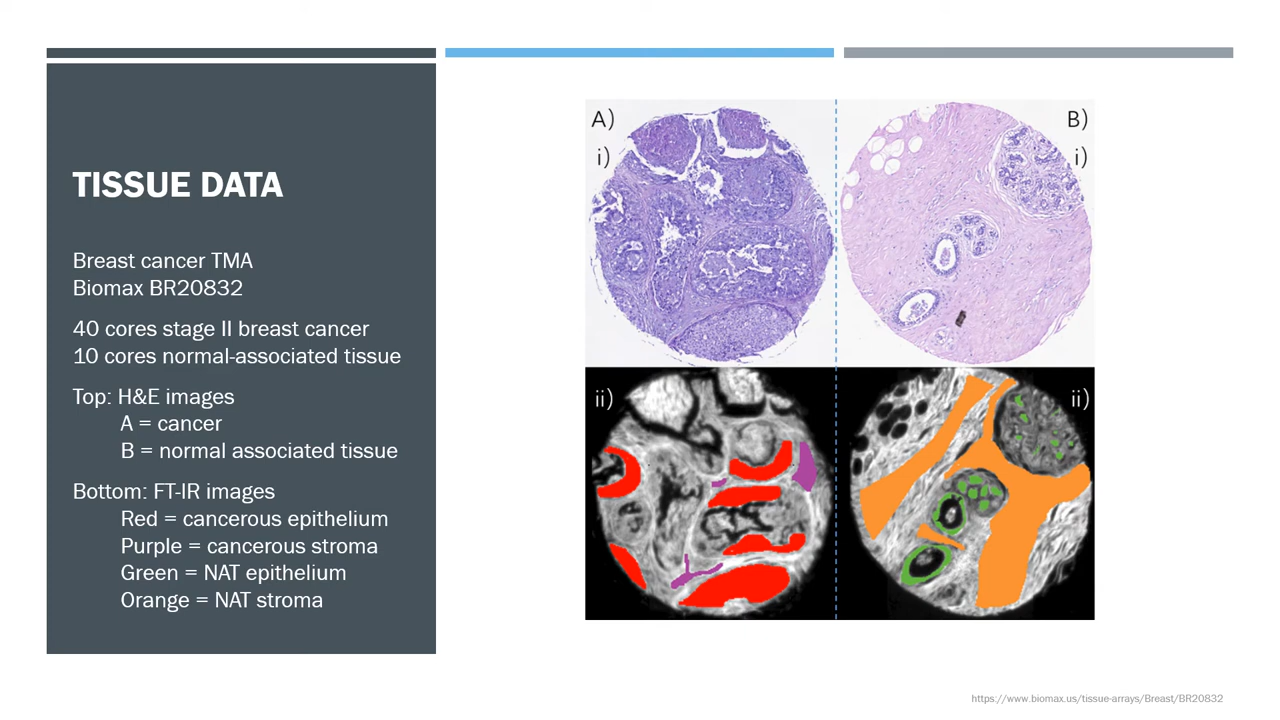 TISSUE DATA
Breast cancer TMA
Biomax BR20832
40 cores stage II breast cancer
10 cores normal-associated tissue
Top: H&E images
A = cancer
B = normal associated tissue
Bottom: FT-IR images
Red = cancerous epithelium
Purple = cancerous stroma
Green = NAT epithelium
Orange = NAT stroma
A)
i)
B)
i)
ii)
ii)
https://www.biomax.us/tissue-arrays/Breast/BR20832